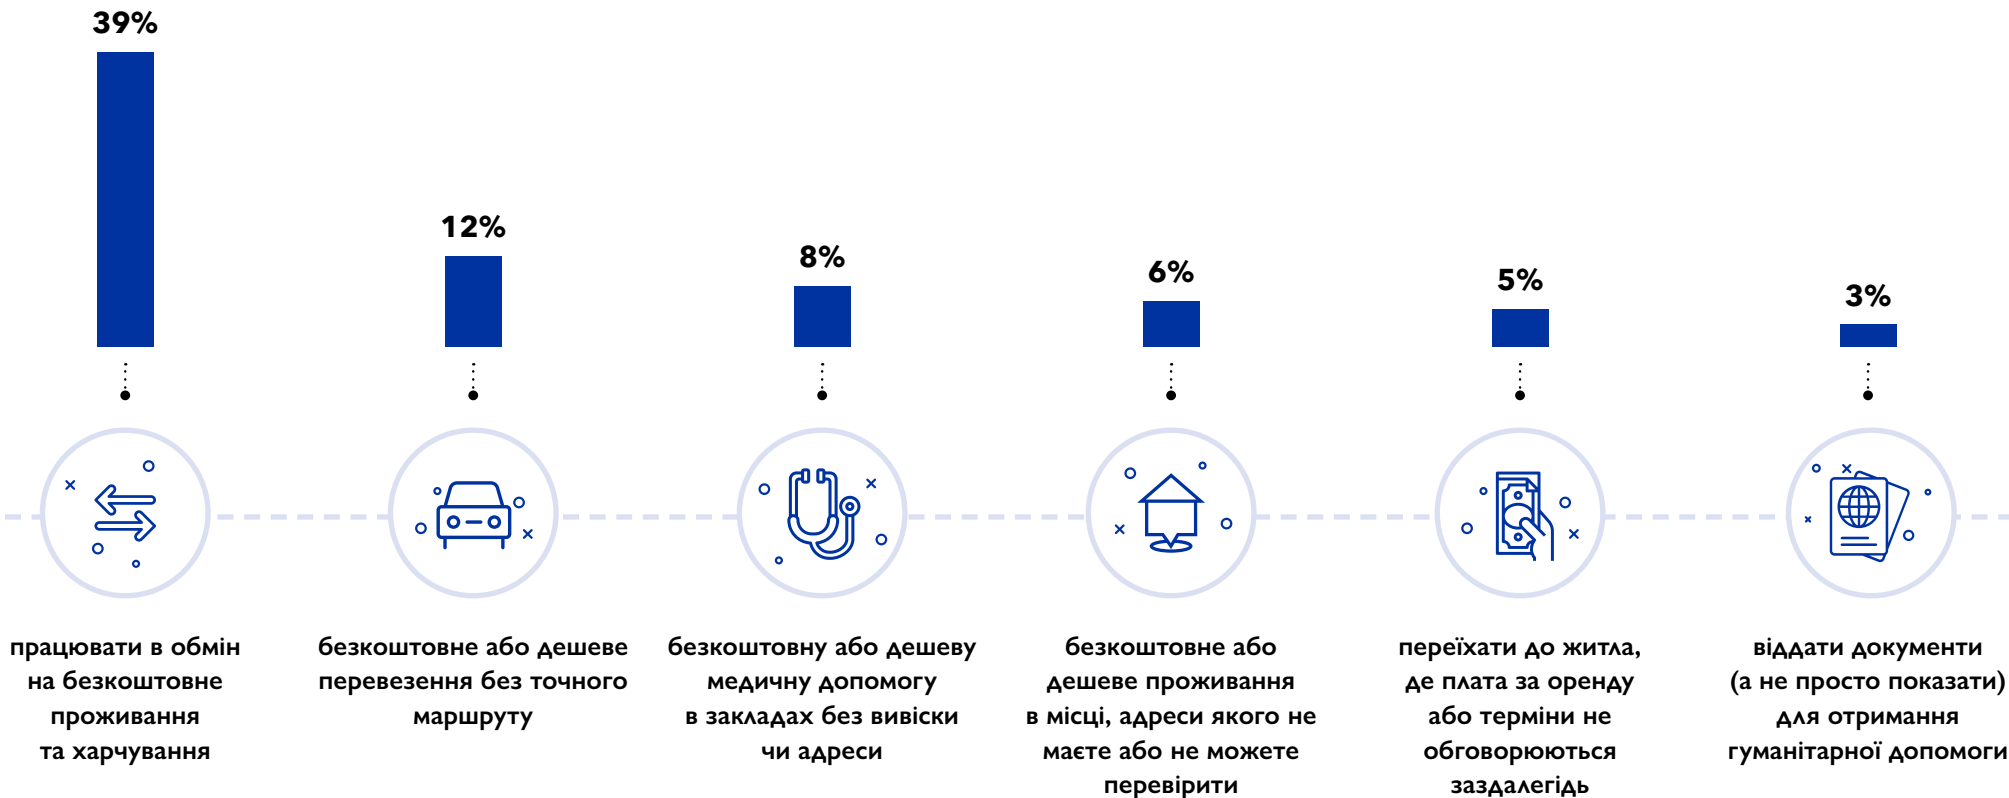 39%
12%
8%
6%
5%
3%
працювати в обмін
на безкоштовне
проживання
та харчування
безкоштовне або дешеве
перевезення без точного
маршруту
безкоштовну або дешеву
медичну допомогу
в закладах без вивіски
чи адреси
безкоштовне або
дешеве проживання
в місці, адреси якого не
маєте або не можете
перевірити
переїхати до житла,
де плата за оренду
або терміни не
обговорюються
заздалегідь
віддати документи
(а не просто показати)
для отримання
гуманітарної допомоги